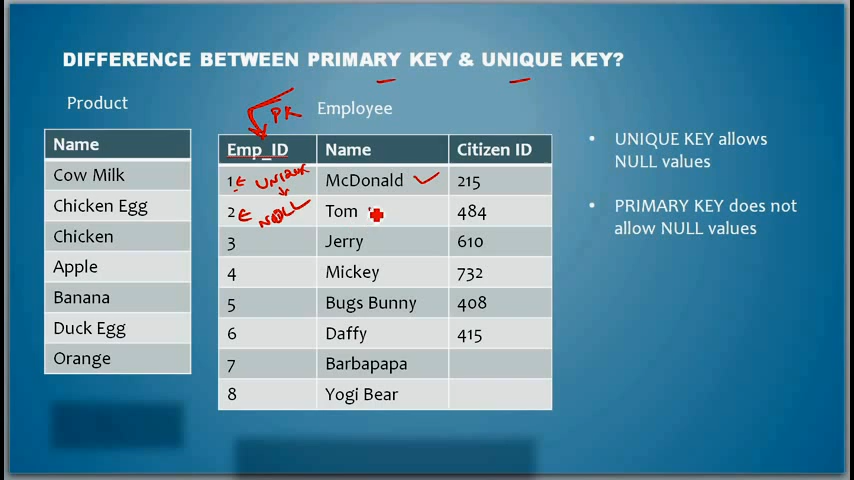 DIFFERENCE BETWEEN PRIMARY KEY & UNIQUE KEY?
Product
Name
Cow Milk
Chicken Egg
Chicken
Apple
Banana
Duck Egg
Orange
PK
Employee
Emp_ID Name Citizen ID
1 UNIQUE McDonald 215
2 NULL Tom 484
3 Jerry 610
4 Mickey 732
5 Bugs Bunny 408
6 Daffy 415
7 Barbapapa
8 Yogi Bear
• UNIQUE KEY allows
NULL values
• PRIMARY KEY does not
allow NULL values